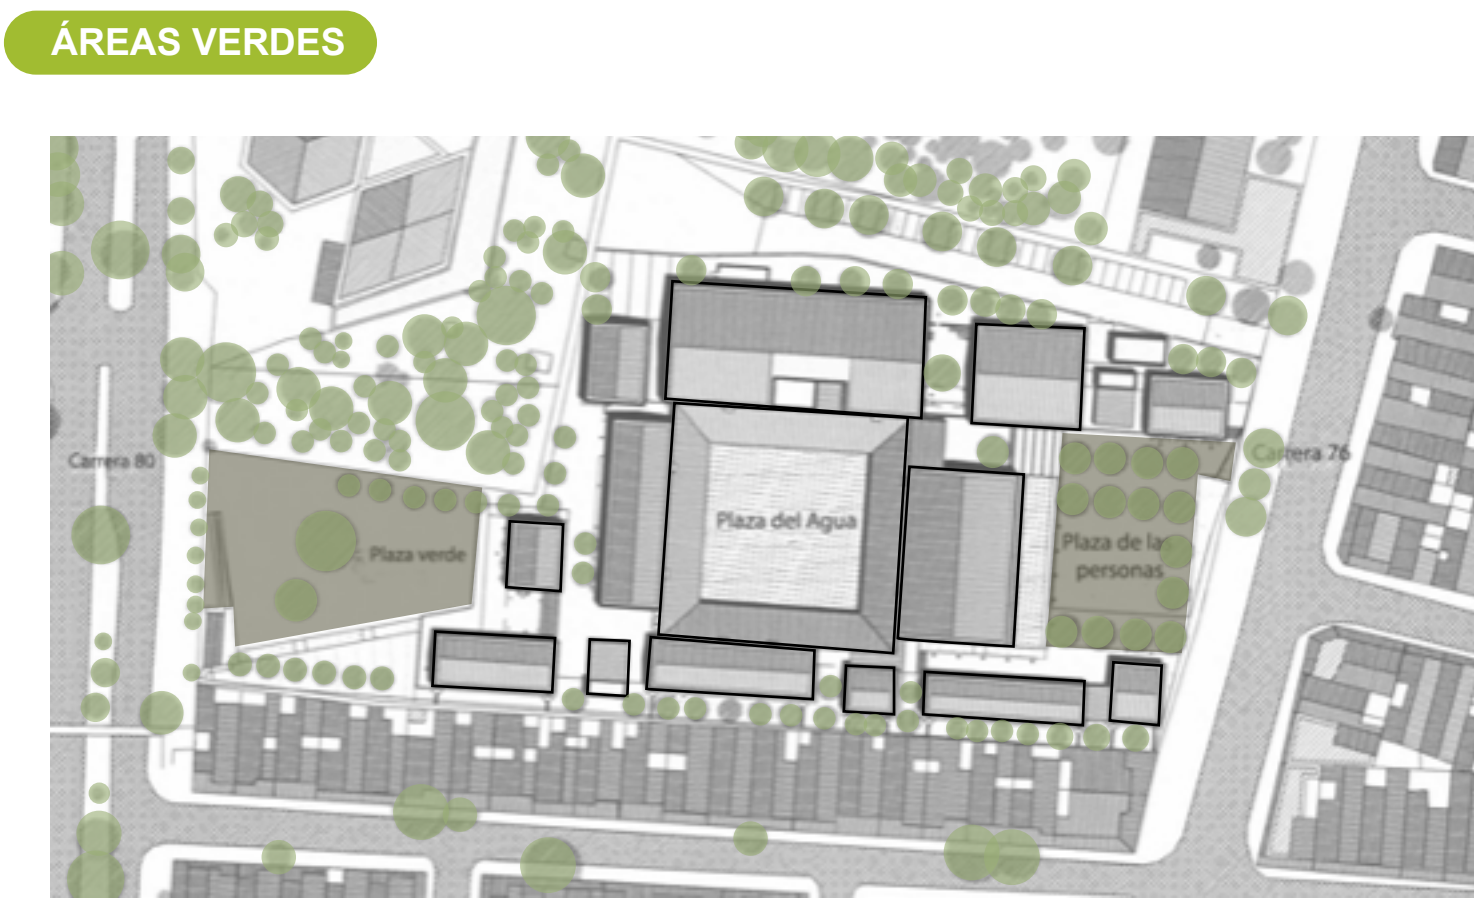 ÁREAS VERDES
Carrera 80
Plaza verde
Plaza del Agua
Plaza de las
personas
Carrera 76